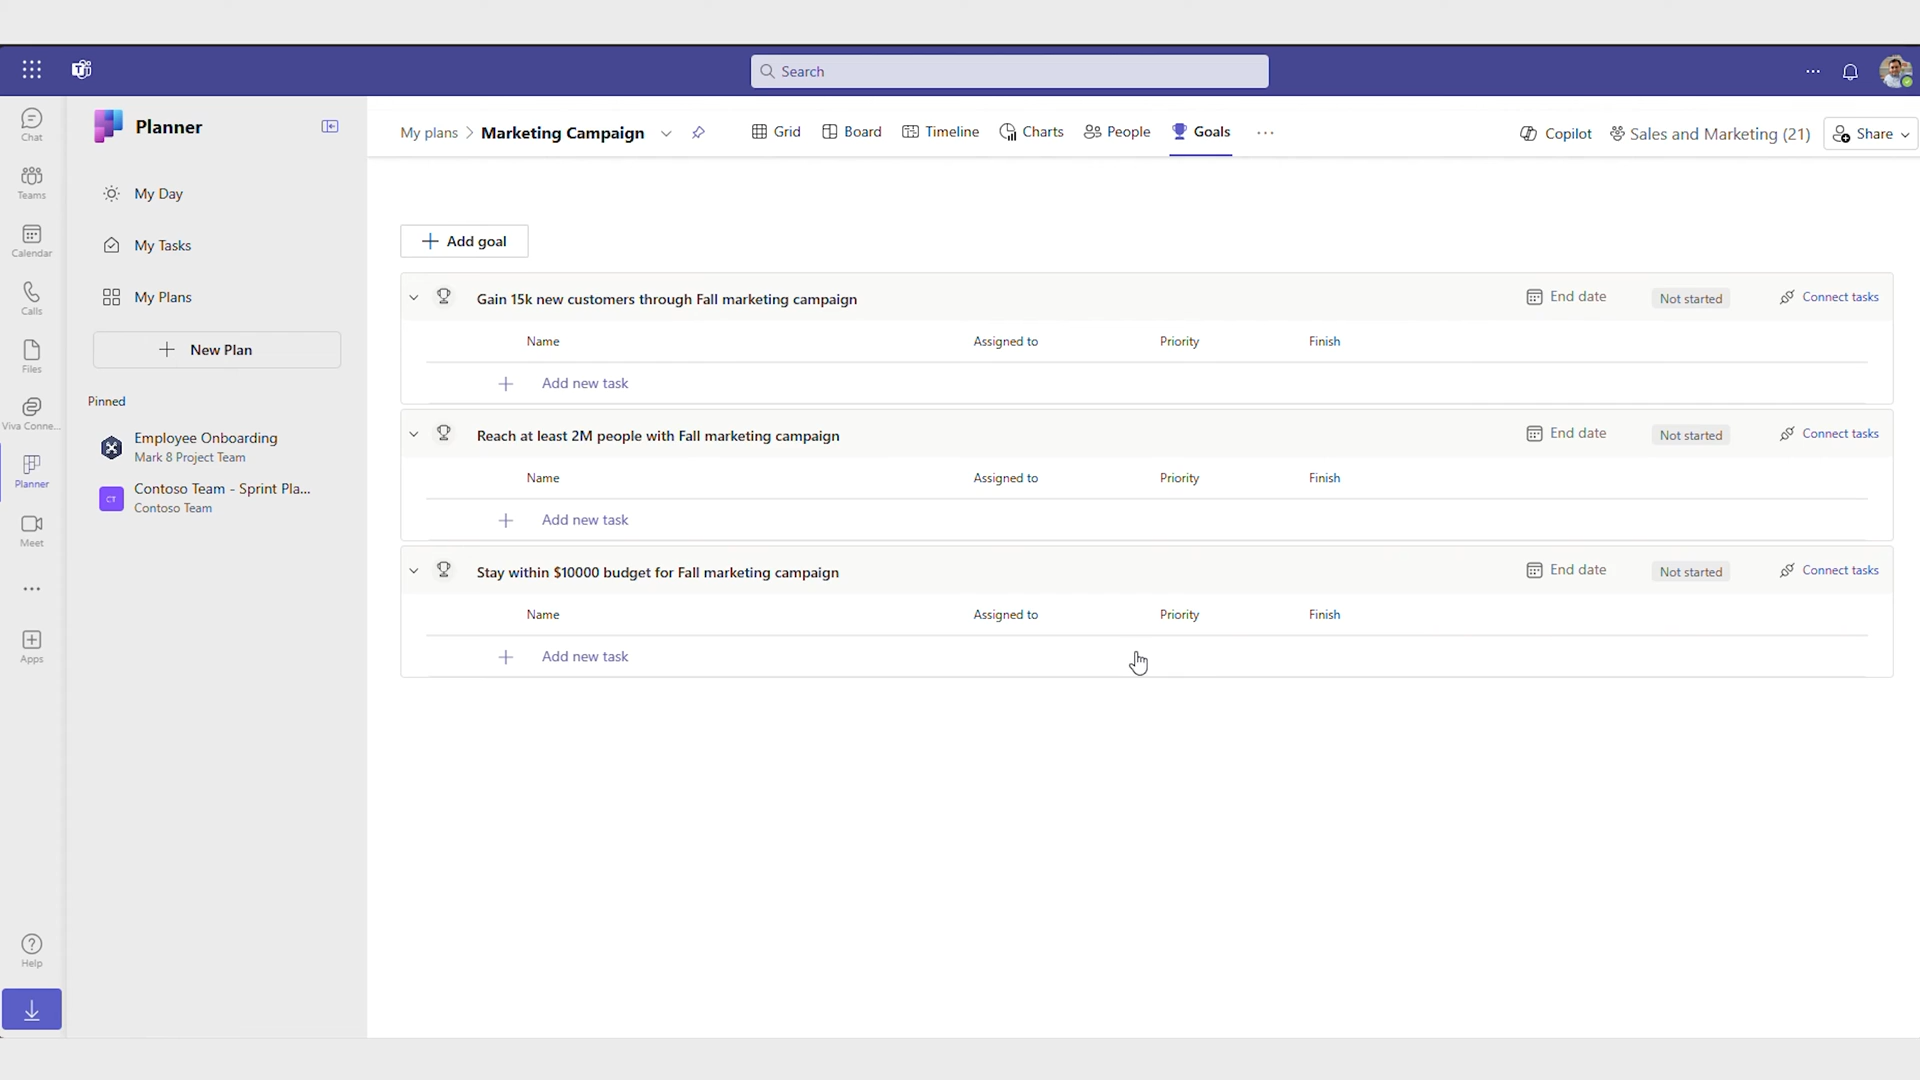 Search
Chat
Teams
Calendar
Calls
Files
Viva Conne...
Planner
Meet
Apps
Help
Planner
My Day
My Tasks
My Plans
New Plan
Pinned
Employee Onboarding
Mark 8 Project Team
CT
Contoso Team - Sprint Pla...
Contoso Team
My plans > Marketing Campaign
Grid
Board
Timeline
Charts
People
Goals
Copilot
Sales and Marketing (21)
Share
Add goal
Gain 15k new customers through Fall marketing campaign
End date
Not started
Connect tasks
Name
Assigned to
Priority
Finish
Add new task
Reach at least 2M people with Fall marketing campaign
End date
Not started
Connect tasks
Name
Assigned to
Priority
Finish
Add new task
Stay within $10000 budget for Fall marketing campaign
End date
Not started
Connect tasks
Name
Assigned to
Priority
Finish
Add new task